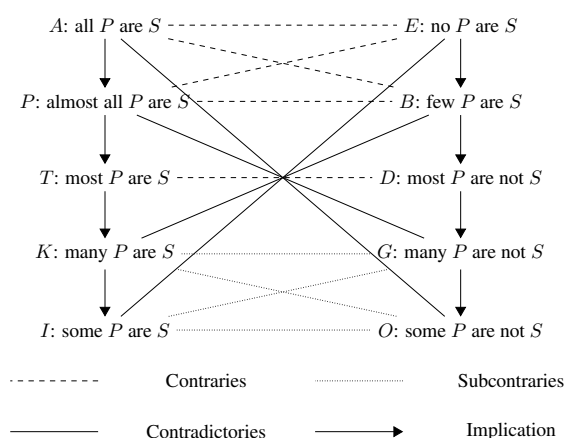 A: all P are S E: no P are S
P: almost all P are S B: few P are S
T: most P are S D: most P are not S
K: many P are S G: many P are not S
I: some P are S O: some P are not S
Contraries Subcontraries
Contradictories Implication